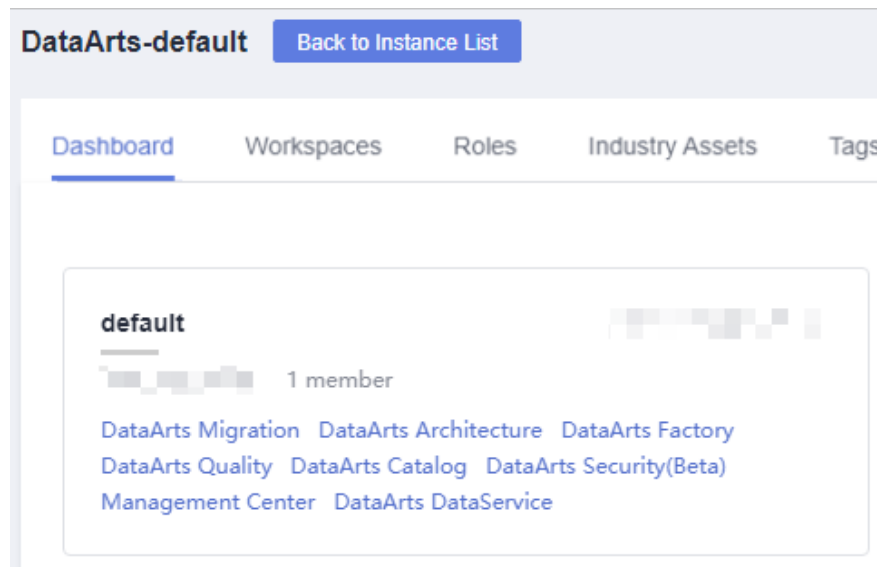 DataArts-default Back to Instance List
Dashboard Workspaces Roles Industry Assets Tags
default
1 member
DataArts Migration DataArts Architecture DataArts Factory
DataArts Quality DataArts Catalog DataArts Security(Beta)
Management Center DataArts DataService